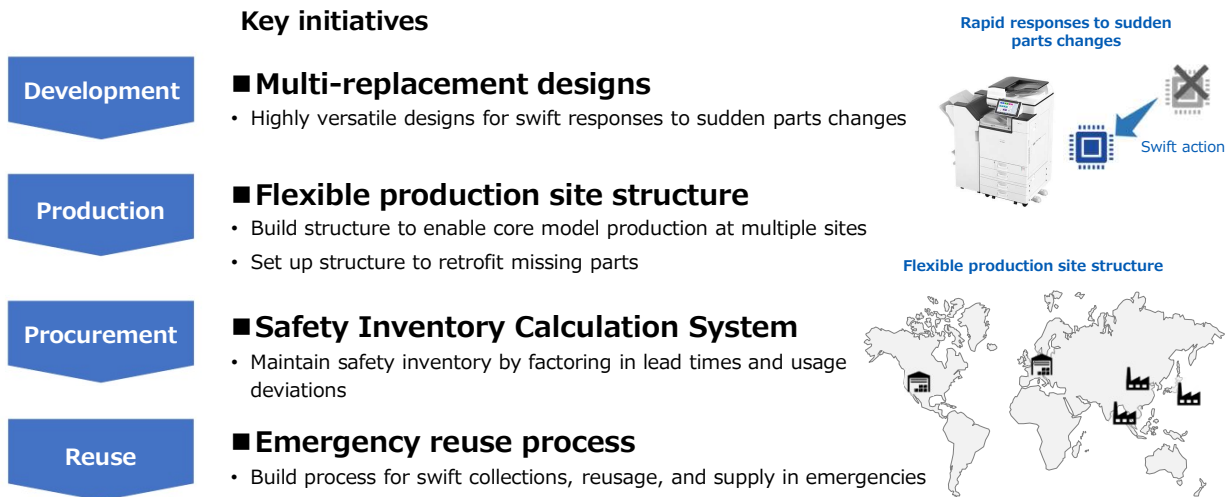 Key initiatives
Rapid responses to sudden
parts changes
Development
■Multi-replacement designs
• Highly versatile designs for swift responses to sudden parts changes
Swift action
Production
■Flexible production site structure
• Build structure to enable core model production at multiple sites
• Set up structure to retrofit missing parts
Flexible production site structure
Procurement
■Safety Inventory Calculation System
• Maintain safety inventory by factoring in lead times and usage
deviations
Reuse
■Emergency reuse process
• Build process for swift collections, reusage, and supply in emergencies